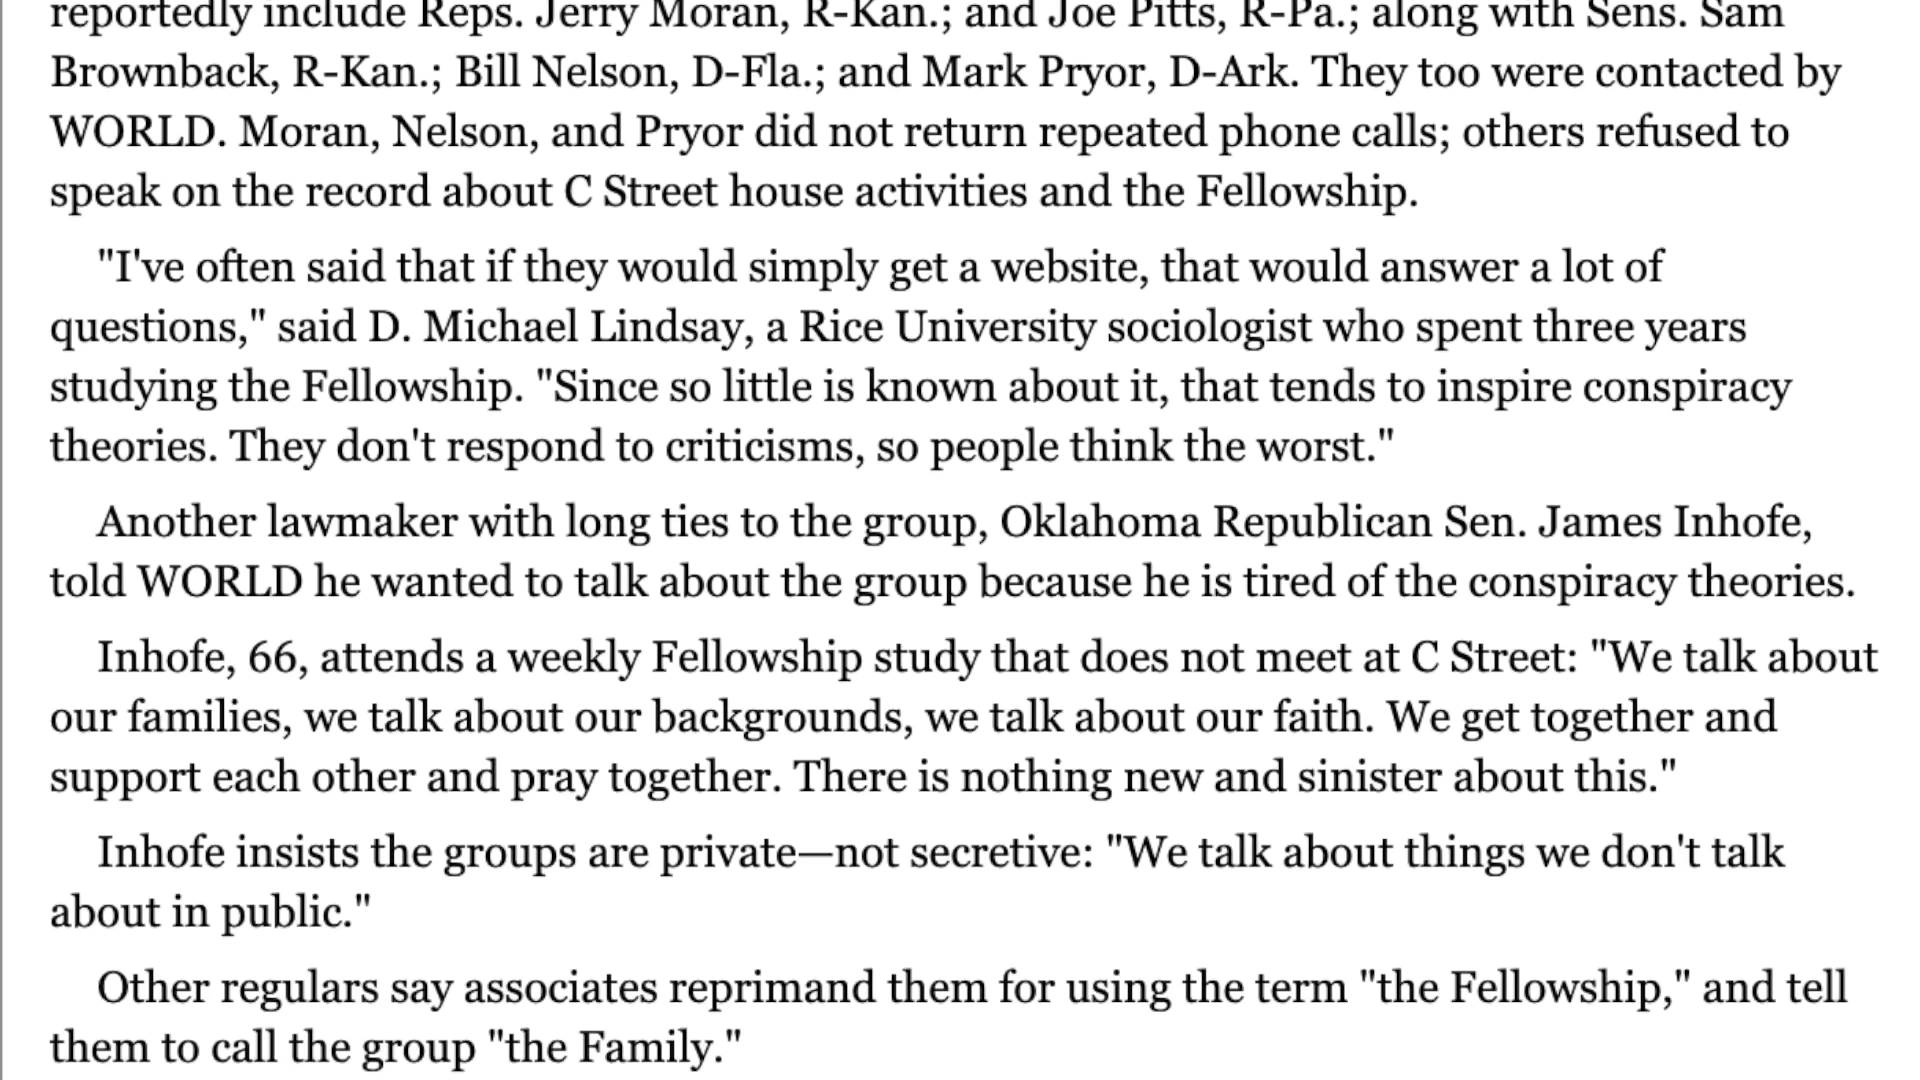 reportedly include Reps. Jerry Moran, R-Kan.; and Joe Pitts, R-Pa.; along with Sens. Sam
Brownback, R-Kan.; Bill Nelson, D-Fla.; and Mark Pryor, D-Ark. They too were contacted by
WORLD. Moran, Nelson, and Pryor did not return repeated phone calls; others refused to
speak on the record about C Street house activities and the Fellowship.
"I've often said that if they would simply get a website, that would answer a lot of
questions," said D. Michael Lindsay, a Rice University sociologist who spent three years
studying the Fellowship. "Since so little is known about it, that tends to inspire conspiracy
theories. They don't respond to criticisms, so people think the worst."
Another lawmaker with long ties to the group, Oklahoma Republican Sen. James Inhofe,
told WORLD he wanted to talk about the group because he is tired of the conspiracy theories.
Inhofe, 66, attends a weekly Fellowship study that does not meet at C Street: "We talk about
our families, we talk about our backgrounds, we talk about our faith. We get together and
support each other and pray together. There is nothing new and sinister about this."
Inhofe insists the groups are private—not secretive: "We talk about things we don't talk
about in public."
Other regulars say associates reprimand them for using the term "the Fellowship," and tell
them to call the group "the Family."